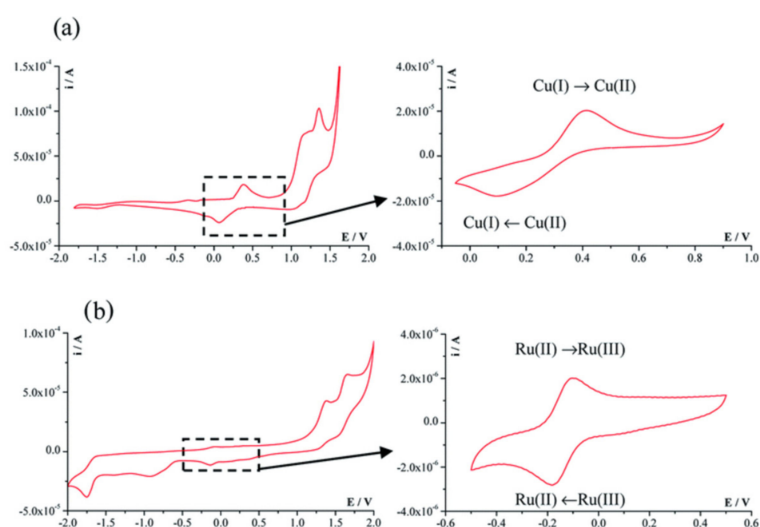 (a)
1.5x10⁻⁴
1.0x10⁻⁴
5.0x10⁻⁵
0.0
-5.0x10⁻⁵
i / A
-2.0 -1.5 -1.0 -0.5 0.0 0.5 1.0 1.5 2.0
E / V
4.0x10⁻⁵
2.0x10⁻⁵
0.0
-2.0x10⁻⁵
-4.0x10⁻⁵
i / A
Cu(I) → Cu(II)
Cu(I) ← Cu(II)
E / V
0.0 0.2 0.4 0.6 0.8 1.0
(b)
1.0x10⁻⁴
5.0x10⁻⁵
0.0
-5.0x10⁻⁵
i / A
E / V
-2.0 -1.5 -1.0 -0.5 0.0 0.5 1.0 1.5 2.0
4.0x10⁻⁶
2.0x10⁻⁶
0.0
-2.0x10⁻⁶
-4.0x10⁻⁶
i / A
Ru(II) →Ru(III)
Ru(II) ←Ru(III)
E / V
-0.6 -0.4 -0.2 0.0 0.2 0.4 0.6